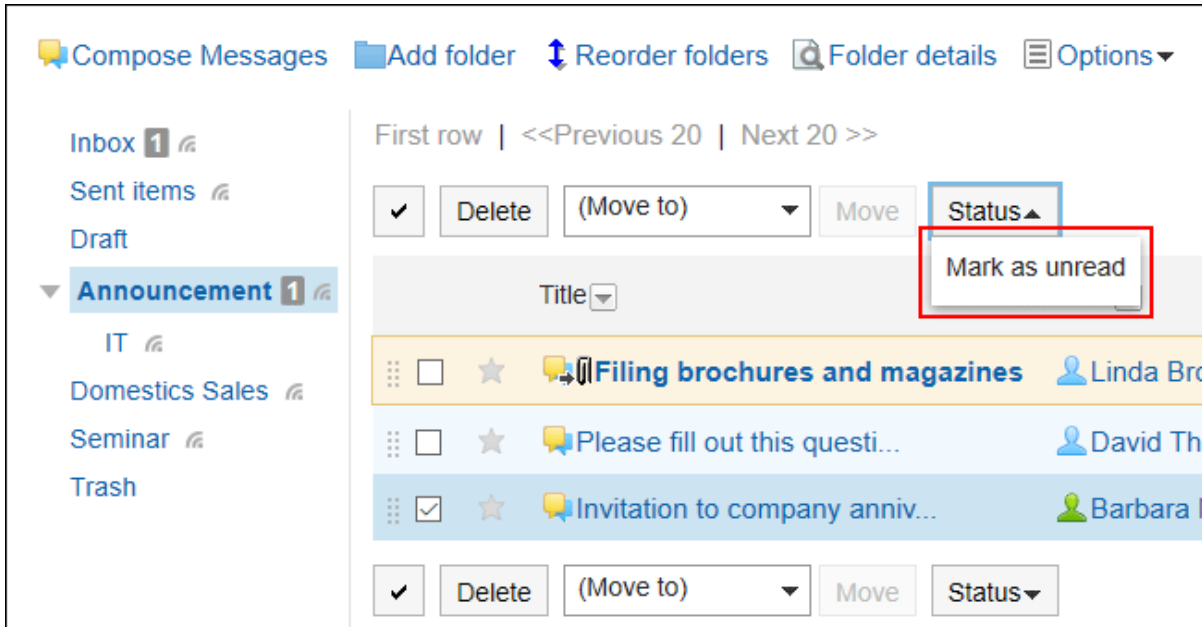 Compose Messages Add folder Reorder folders Folder details Options
Inbox 1
Sent items
Draft
Announcement 1
IT
Domestics Sales
Seminar
Trash
First row | <<Previous 20 | Next 20 >>
Delete (Move to) Move Status
Mark as unread
Title
Filing brochures and magazines Linda Bro
Please fill out this questi... David Th
Invitation to company anniv... Barbara
Delete (Move to) Move Status